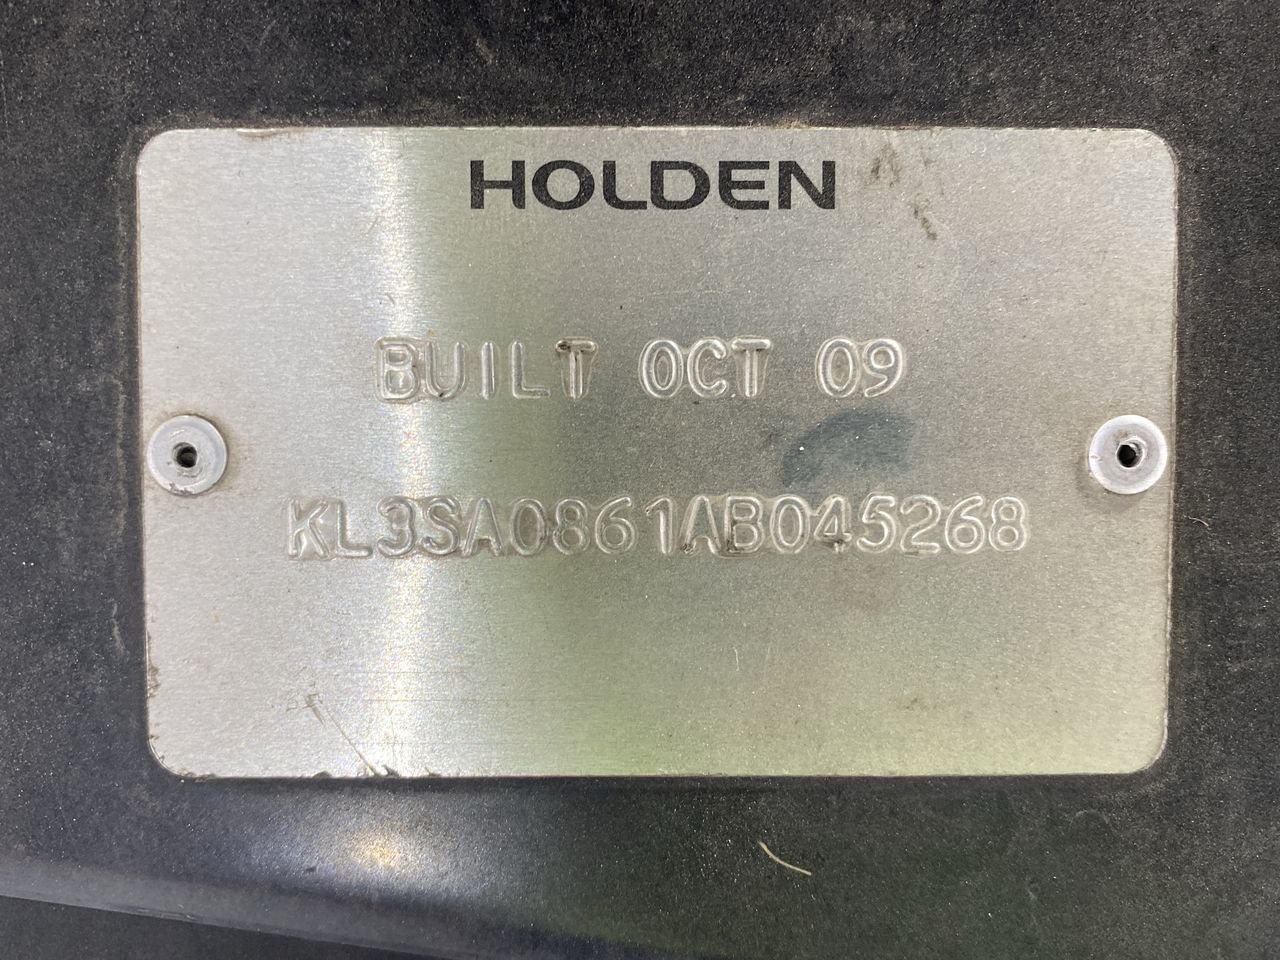 HOLDEN
BUILT OCT 09
KL3SA0861AB045268